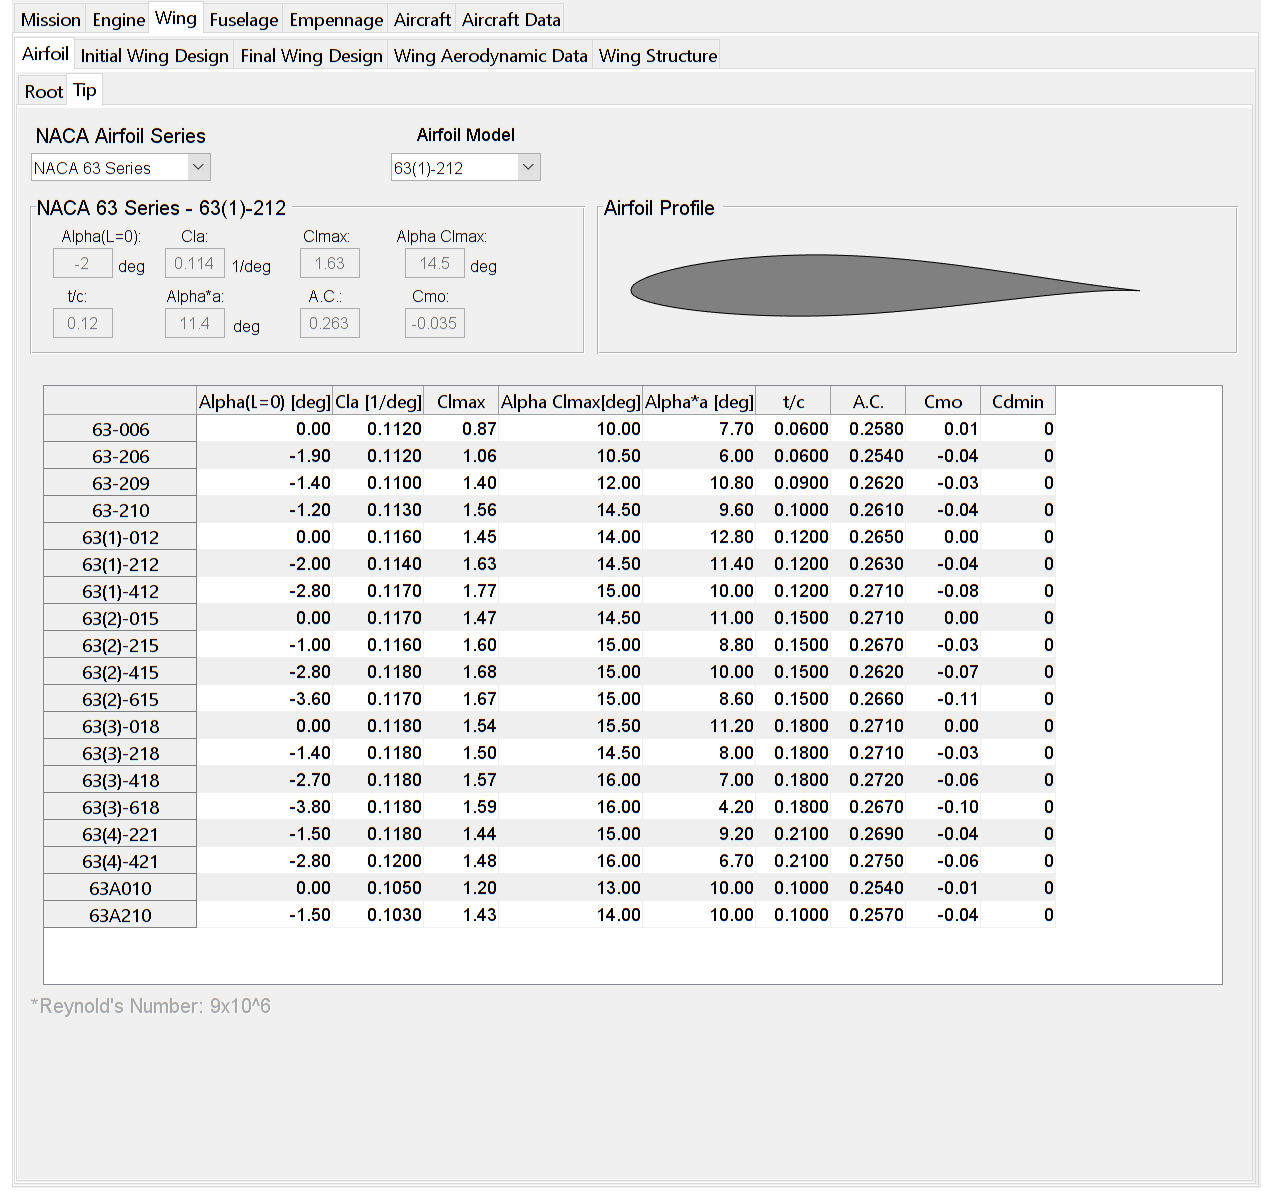 Mission Engine Wing Fuselage Empennage Aircraft Aircraft Data
Airfoil Initial Wing Design Final Wing Design Wing Aerodynamic Data Wing Structure
Root Tip
NACA Airfoil Series Airfoil Model
NACA 63 Series 63(1)-212
NACA 63 Series - 63(1)-212 Airfoil Profile
Alpha(L=0): Cla: Clmax: Alpha Clmax:
-2 deg 0.114 1/deg 1.63 14.5 deg
t/c: Alpha*a: A.C.: Cmo:
0.12 11.4 deg 0.263 -0.035
Alpha(L=0) [deg] Cla [1/deg] Clmax Alpha Clmax[deg] Alpha*a [deg] t/c A.C. Cmo Cdmin
63-006 0.00 0.1120 0.87 10.00 7.70 0.0600 0.2580 0.01 0
63-206 -1.90 0.1120 1.06 10.50 6.00 0.0600 0.2540 -0.04 0
63-209 -1.40 0.1100 1.40 12.00 10.80 0.0900 0.2620 -0.03 0
63-210 -1.20 0.1130 1.56 14.50 9.60 0.1000 0.2610 -0.04 0
63(1)-012 0.00 0.1160 1.45 14.00 12.80 0.1200 0.2650 0.00 0
63(1)-212 -2.00 0.1140 1.63 14.50 11.40 0.1200 0.2630 -0.04 0
63(1)-412 -2.80 0.1170 1.77 15.00 10.00 0.1200 0.2710 -0.08 0
63(2)-015 0.00 0.1170 1.47 14.50 11.00 0.1500 0.2710 0.00 0
63(2)-215 -1.00 0.1160 1.60 15.00 8.80 0.1500 0.2670 -0.03 0
63(2)-415 -2.80 0.1180 1.68 15.00 10.00 0.1500 0.2620 -0.07 0
63(2)-615 -3.60 0.1170 1.67 15.00 8.60 0.1500 0.2660 -0.11 0
63(3)-018 0.00 0.1180 1.54 15.50 11.20 0.1800 0.2710 0.00 0
63(3)-218 -1.40 0.1180 1.50 14.50 8.00 0.1800 0.2710 -0.03 0
63(3)-418 -2.70 0.1180 1.57 16.00 7.00 0.1800 0.2720 -0.06 0
63(3)-618 -3.80 0.1180 1.59 16.00 4.20 0.1800 0.2670 -0.10 0
63(4)-221 -1.50 0.1180 1.44 15.00 9.20 0.2100 0.2690 -0.04 0
63(4)-421 -2.80 0.1200 1.48 16.00 6.70 0.2100 0.2750 -0.06 0
63A010 0.00 0.1050 1.20 13.00 10.00 0.1000 0.2540 -0.01 0
63A210 -1.50 0.1030 1.43 14.00 10.00 0.1000 0.2570 -0.04 0
*Reynold's Number: 9x10^6